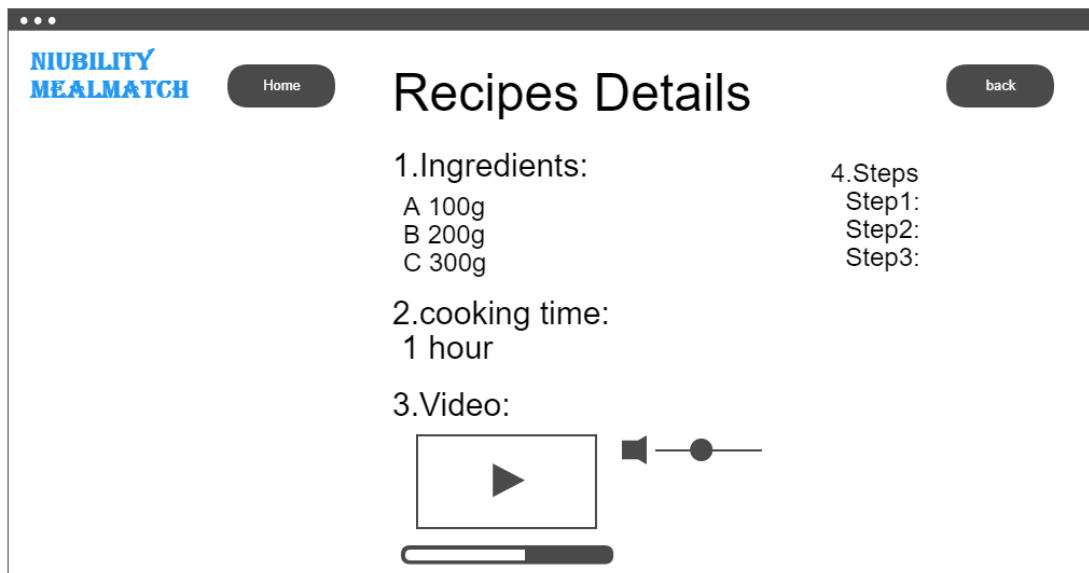 NIUBILITY
MEALMATCH
Home
Recipes Details
back
1.Ingredients:
A 100g
B 200g
C 300g
2.cooking time:
1 hour
3.Video:
4.Steps
Step1:
Step2:
Step3: